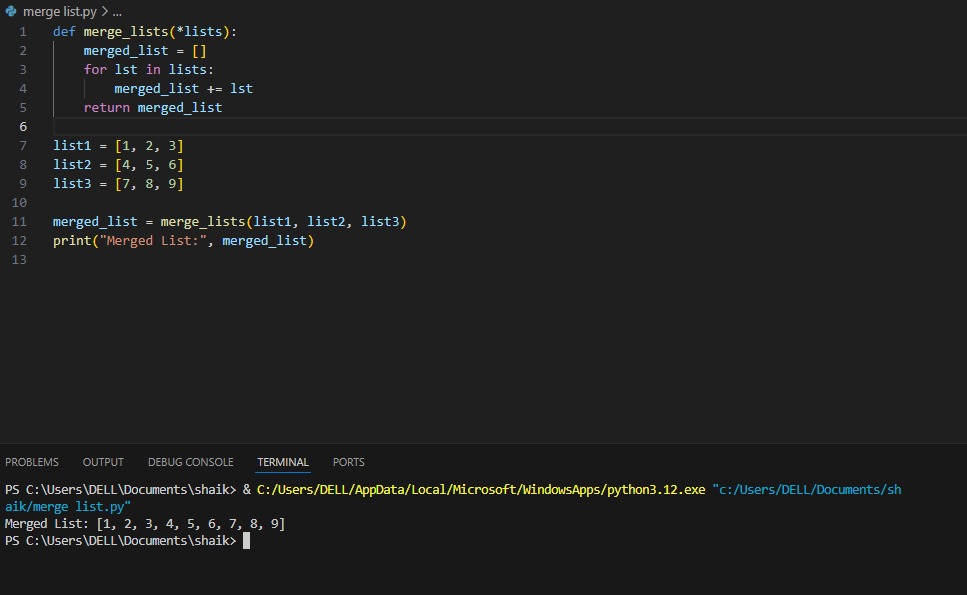 merge list.py > ...
1 def merge_lists(*lists):
2     merged_list = []
3     for lst in lists:
4         merged_list += lst
5     return merged_list
6
7 list1 = [1, 2, 3]
8 list2 = [4, 5, 6]
9 list3 = [7, 8, 9]
10
11 merged_list = merge_lists(list1, list2, list3)
12 print("Merged List:", merged_list)
13
PROBLEMS OUTPUT DEBUG CONSOLE TERMINAL PORTS
PS C:\Users\DELL\Documents\shaik> & C:/Users/DELL/AppData/Local/Microsoft/WindowsApps/python3.12.exe "c:/Users/DELL/Documents/sh
aik/merge list.py"
Merged List: [1, 2, 3, 4, 5, 6, 7, 8, 9]
PS C:\Users\DELL\Documents\shaik>